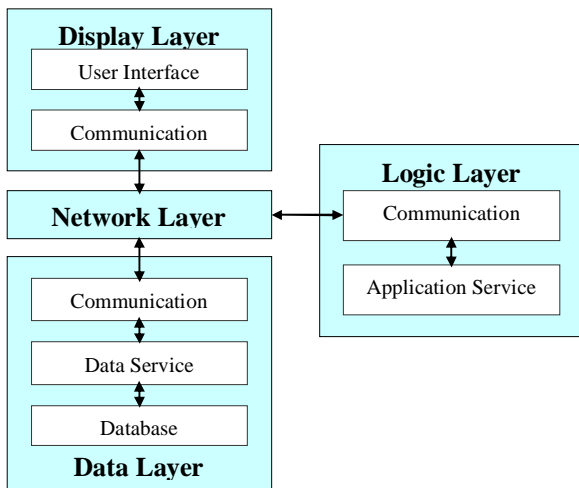 Display Layer
User Interface
Communication
Network Layer
Communication
Data Service
Database
Data Layer
Logic Layer
Communication
Application Service